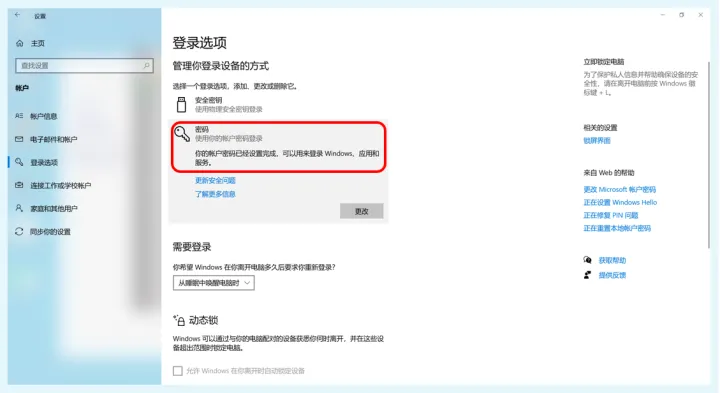 设置
主页
查找设置
帐户
帐户信息
电子邮件和帐户
登录选项
连接工作或学校帐户
家庭和其他用户
同步你的设置
登录选项
管理你登录设备的方式
选择一个登录选项，添加、更改或删除它。
安全密钥
使用物理安全密钥登录
密码
使用你的帐户密码登录
你的帐户密码已经设置完成，可以用来登录 Windows、应用和
服务。
更新安全问题
了解更多信息
更改
需要登录
你希望 Windows 在你离开电脑多久后要求你重新登录?
从睡眠中唤醒电脑时
动态锁
Windows 可以通过与你的电脑配对的设备获悉你何时离开，并在这些设
备超出范围时锁定电脑。
允许 Windows 在你离开时自动锁定设备
立即锁定电脑
为了保护私人信息并帮助确保设备的安
全性，请在离开电脑前按 Windows 徽
标键 + L。
相关的设置
锁屏界面
来自 Web 的帮助
更改 Microsoft 帐户密码
正在设置 Windows Hello
正在修复 PIN 问题
正在重置本地帐户密码
获取帮助
提供反馈